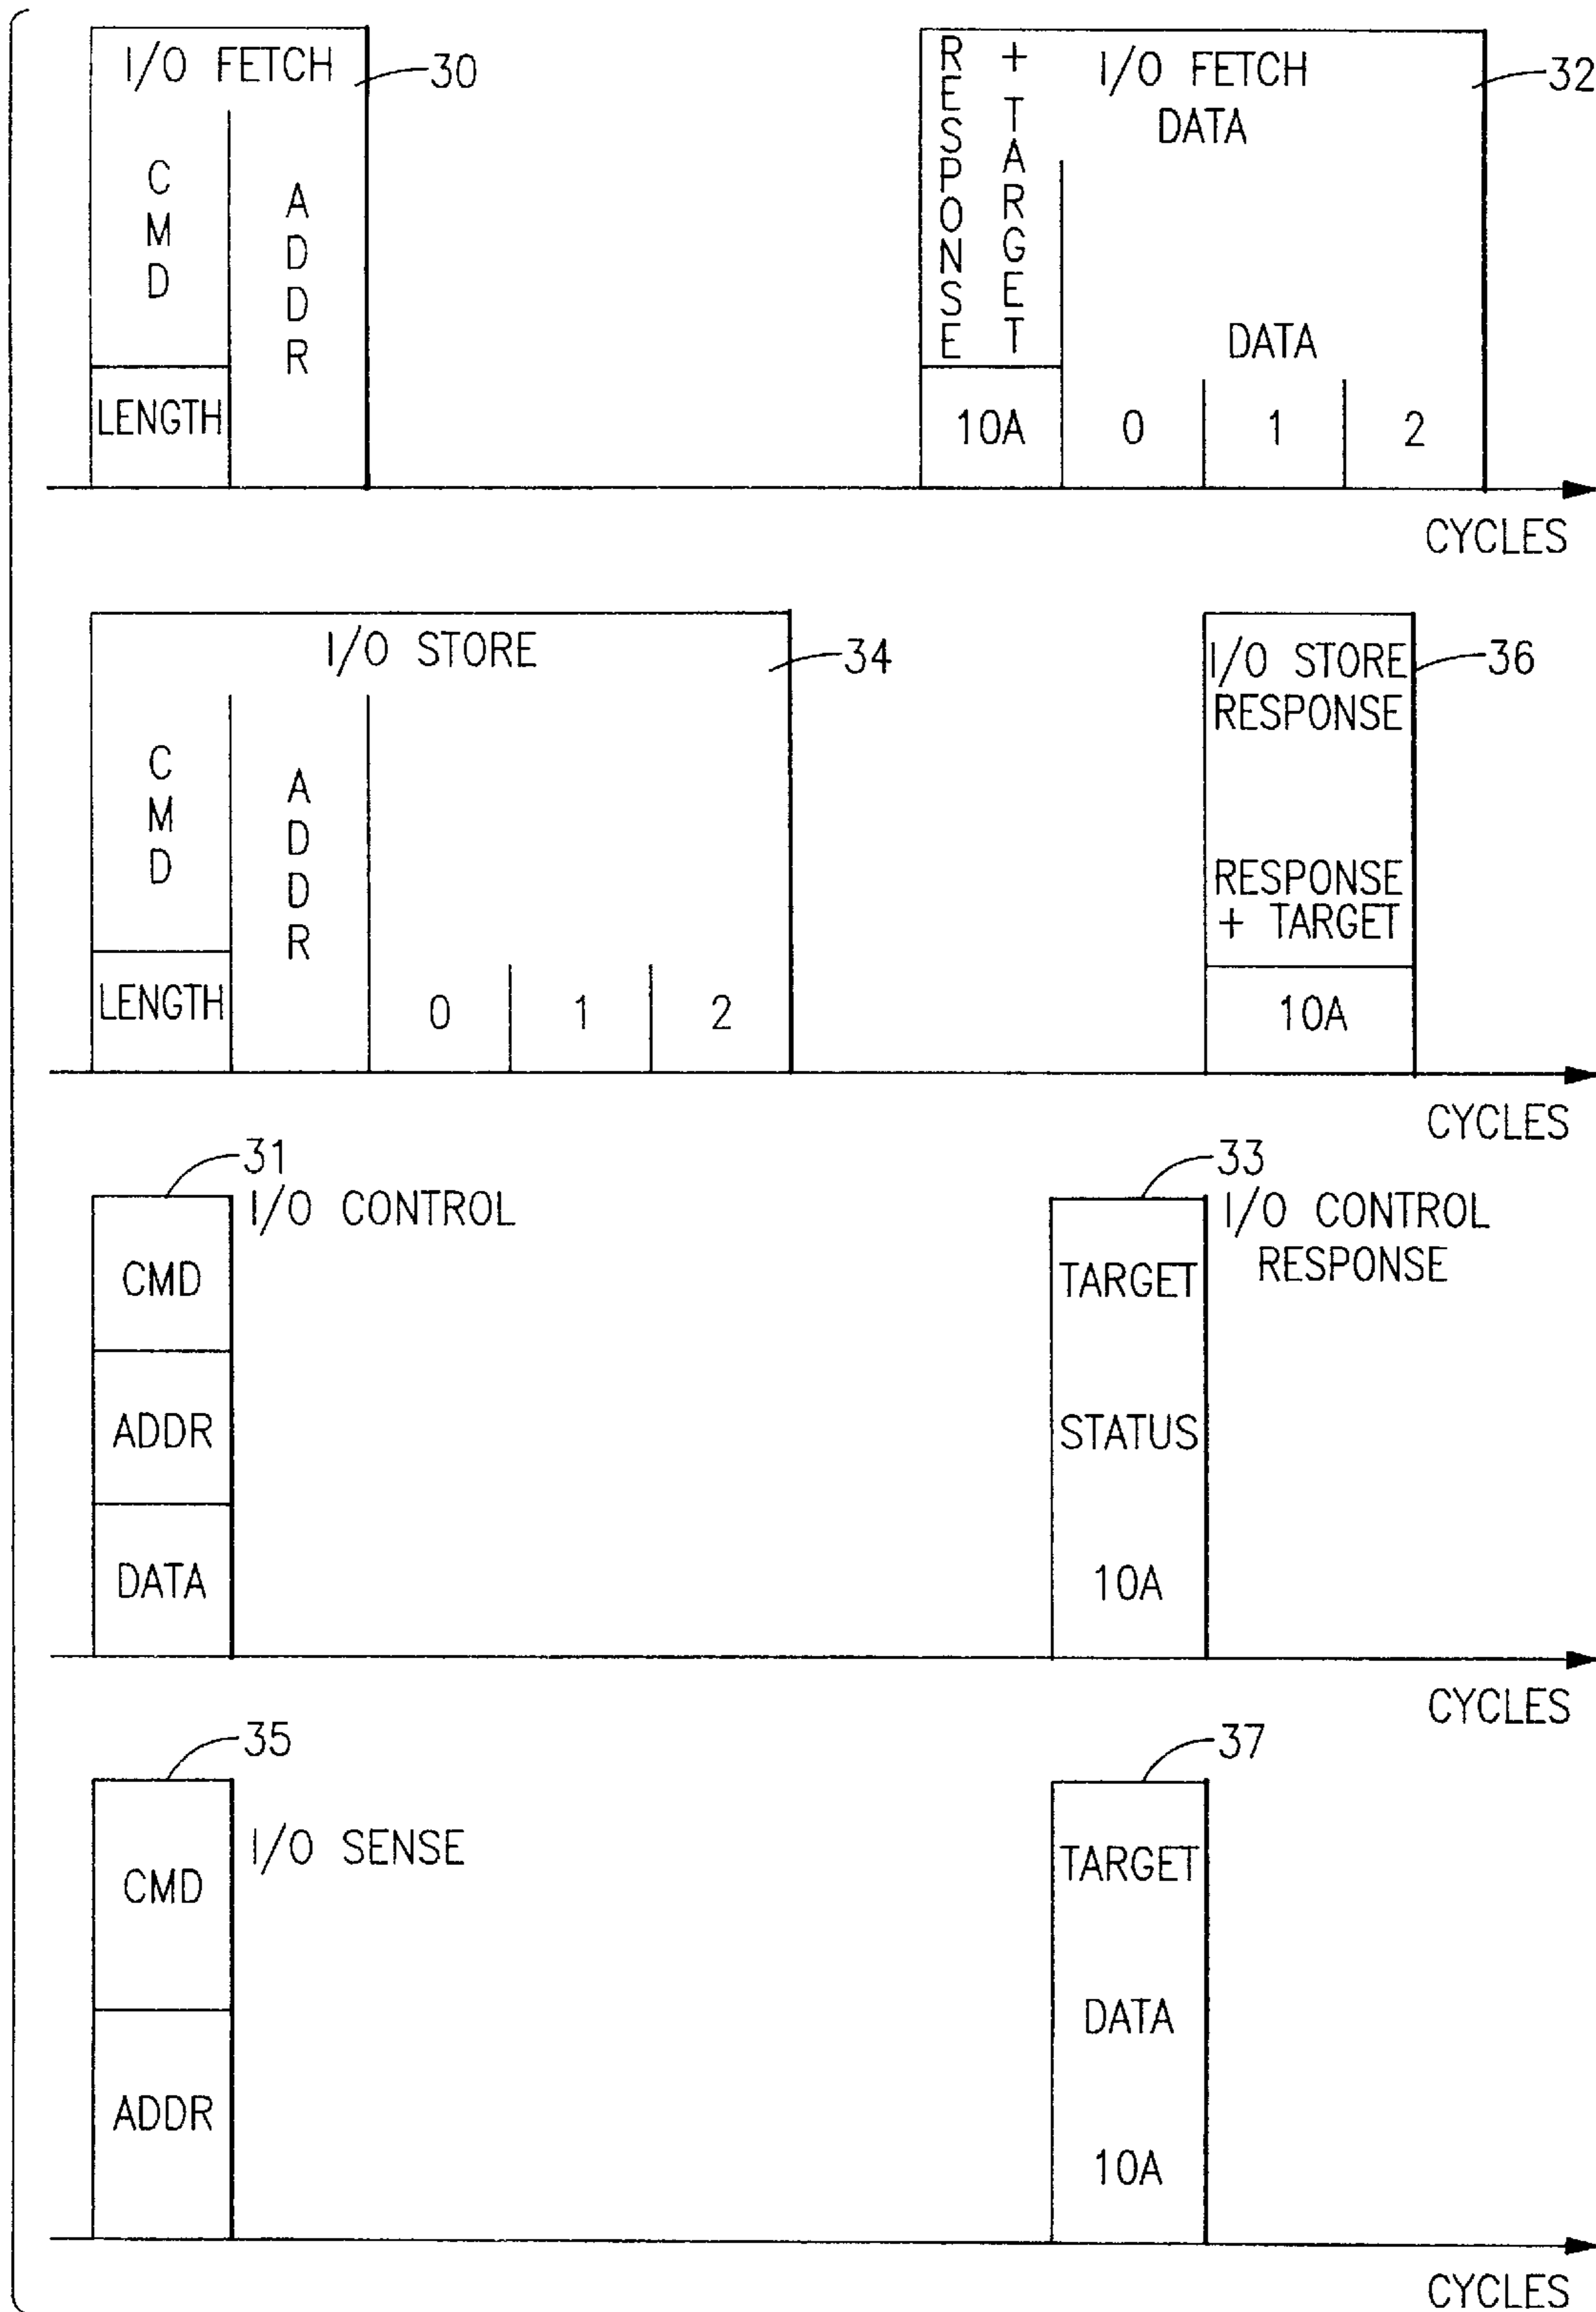 I/O FETCH
30
CMD
ADDR
LENGTH
RESPONSE
+ TARGET
I/O FETCH
DATA
32
DATA
10A
0
1
2
CYCLES
I/O STORE
34
CMD
ADDR
LENGTH
0
1
2
I/O STORE
RESPONSE
36
RESPONSE
+ TARGET
10A
CYCLES
31
I/O CONTROL
CMD
ADDR
DATA
33
I/O CONTROL
RESPONSE
TARGET
STATUS
10A
CYCLES
35
I/O SENSE
CMD
ADDR
37
TARGET
DATA
10A
CYCLES